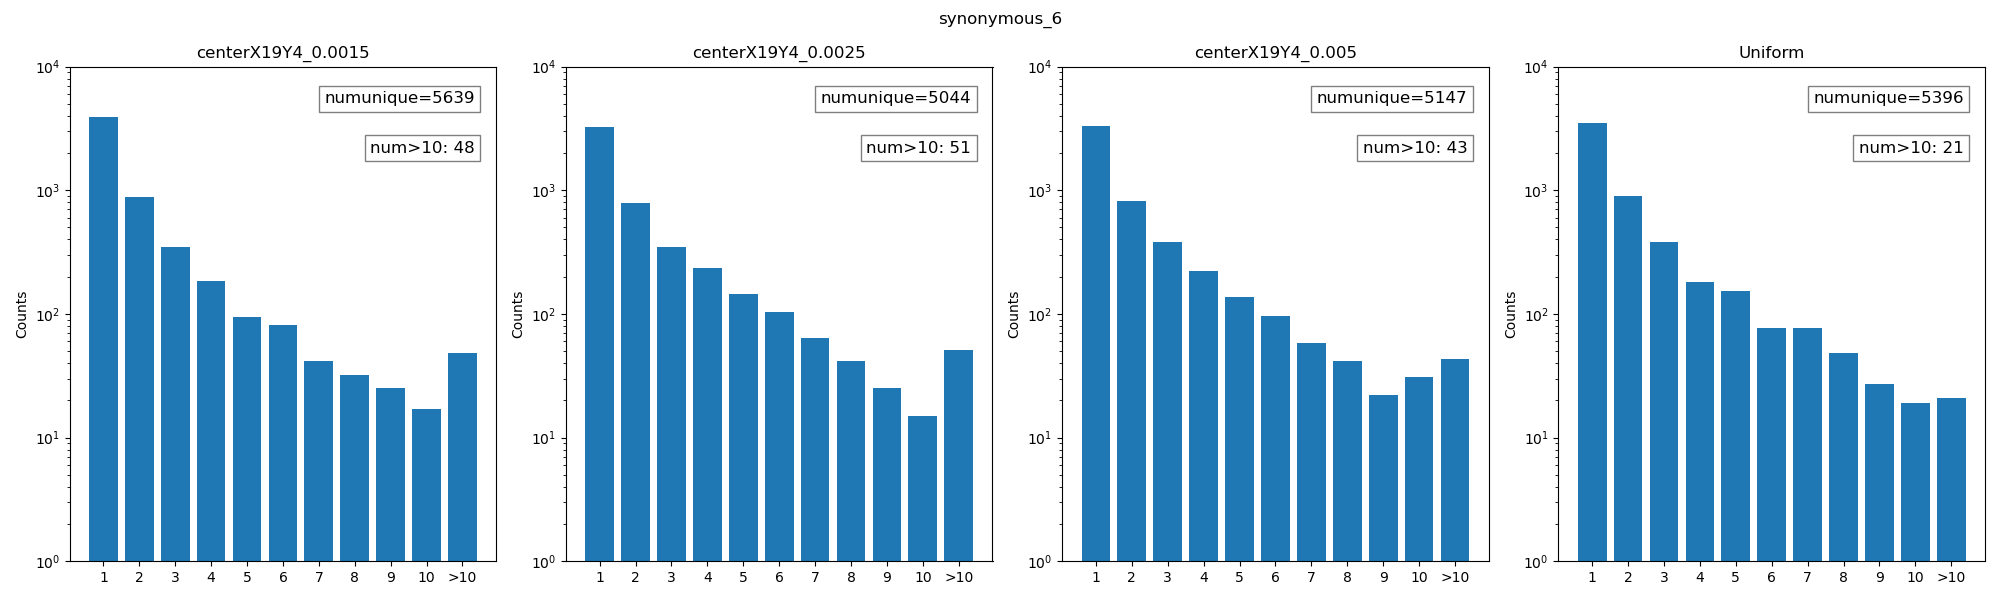 synonymous_6
centerX19Y4_0.0015
10^4
10^3
10^2
10^1
10^0
Counts
numunique=5639
num>10: 48
1 2 3 4 5 6 7 8 9 10 >10
centerX19Y4_0.0025
10^4
10^3
10^2
10^1
10^0
Counts
numunique=5044
num>10: 51
1 2 3 4 5 6 7 8 9 10 >10
centerX19Y4_0.005
10^4
10^3
10^2
10^1
10^0
Counts
numunique=5147
num>10: 43
1 2 3 4 5 6 7 8 9 10 >10
Uniform
10^4
10^3
10^2
10^1
10^0
Counts
numunique=5396
num>10: 21
1 2 3 4 5 6 7 8 9 10 >10